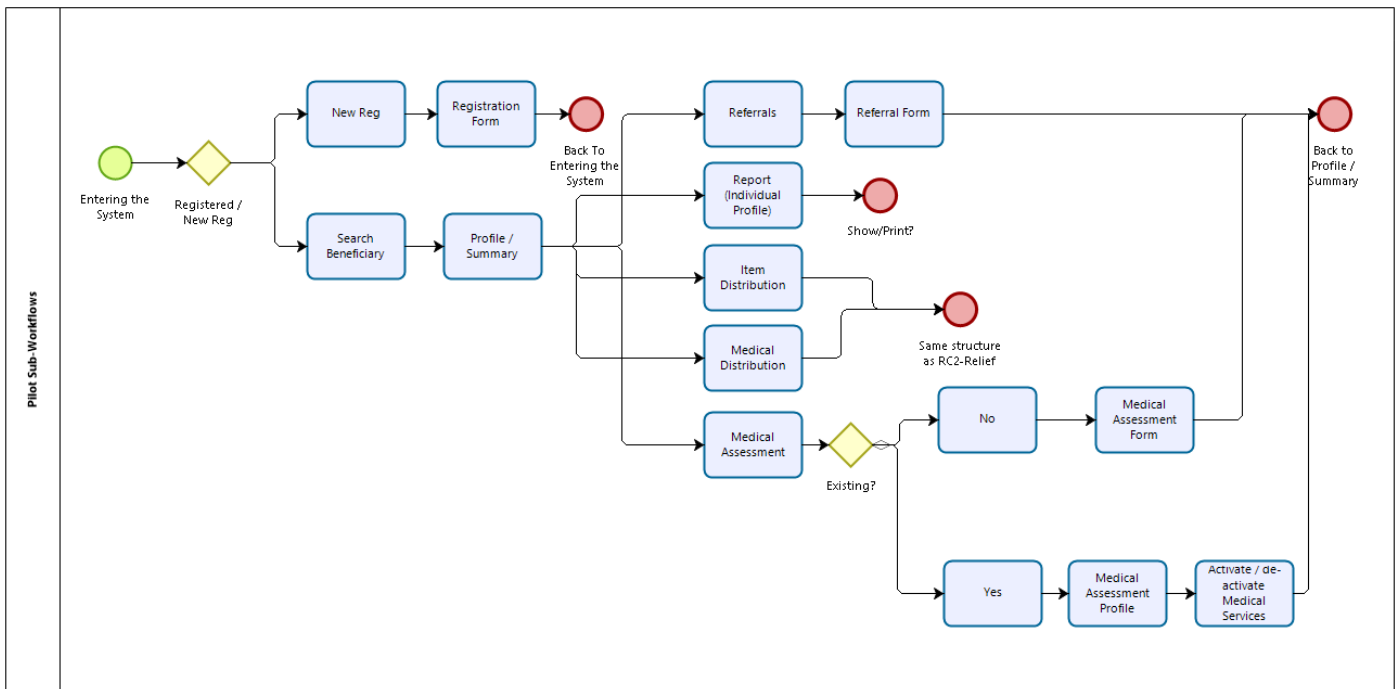 Pilot Sub-Workflows
Entering the
System
Registered /
New Reg
New Reg
Registration
Form
Back To
Entering the
System
Search
Beneficiary
Profile /
Summary
Referrals
Referral Form
Back to
Profile /
Summary
Report
(Individual
Profile)
Show/Print?
Item
Distribution
Medical
Distribution
Same structure
as RC2-Relief
Medical
Assessment
Existing?
No
Medical
Assessment
Form
Yes
Medical
Assessment
Profile
Activate / de-
activate
Medical
Services